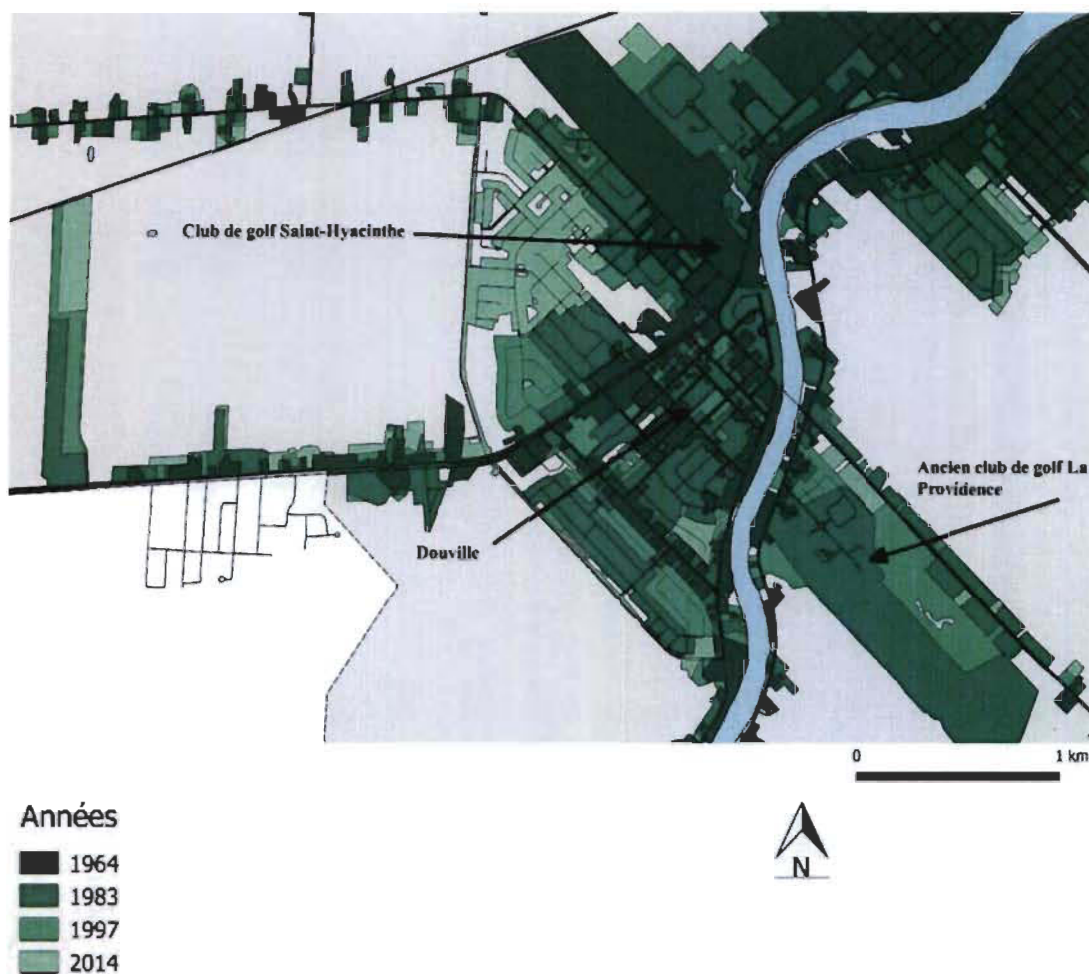 Club de golf Saint-Hyacinthe
Ancien club de golf La
Providence
Douville
0
1 km
N
Années
1964
1983
1997
2014